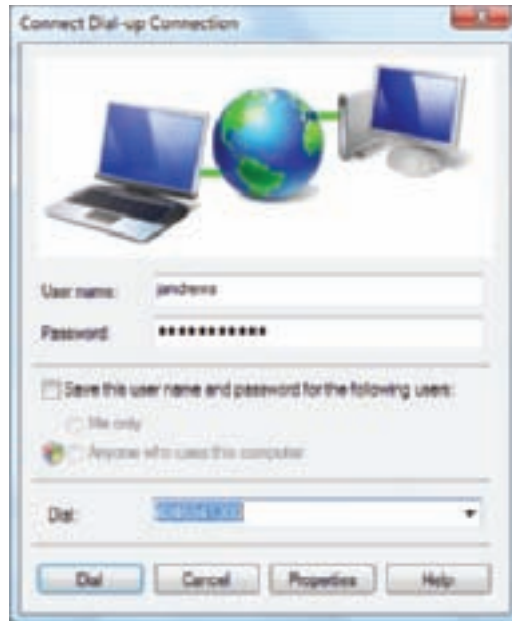 Connect Dial-up Connection
User name: jandrews
Password: ●●●●●●●●●●●
Save this user name and password for the following users:
Me only
Anyone who uses this computer
Dial:
Dial Cancel Properties Help